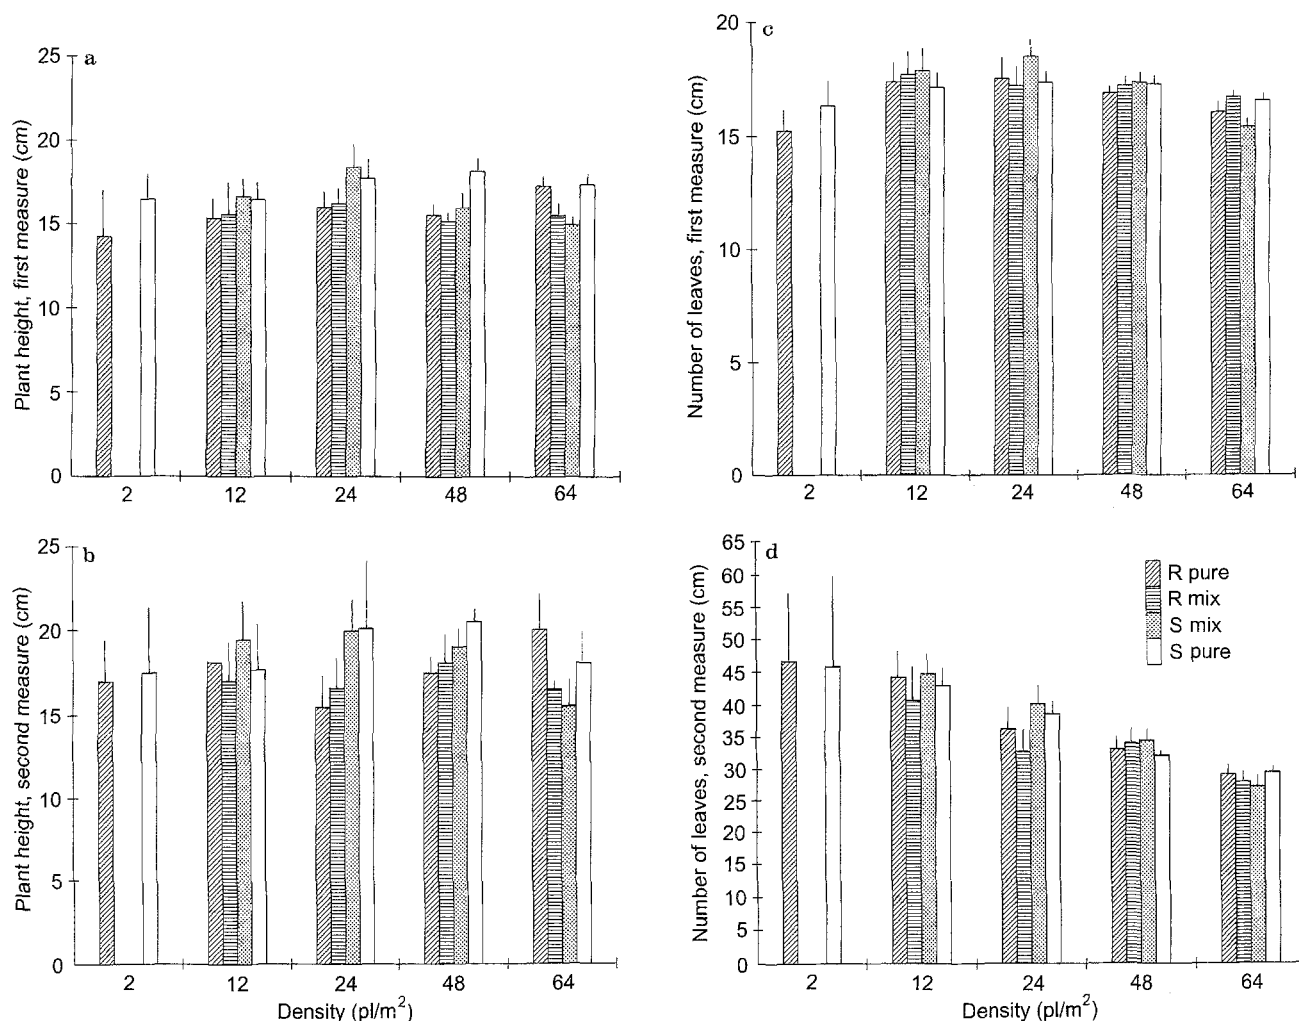 a
Plant height, first measure (cm)
25
20
15
10
5
0
2 12 24 48 64
b
Plant height, second measure (cm)
25
20
15
10
5
0
2 12 24 48 64
Density (pl/m²)
c
Number of leaves, first measure (cm)
20
15
10
5
0
2 12 24 48 64
d
Number of leaves, second measure (cm)
65
60
55
50
45
40
35
30
25
20
15
10
5
0
R pure
R mix
S mix
S pure
2 12 24 48 64
Density (pl/m²)